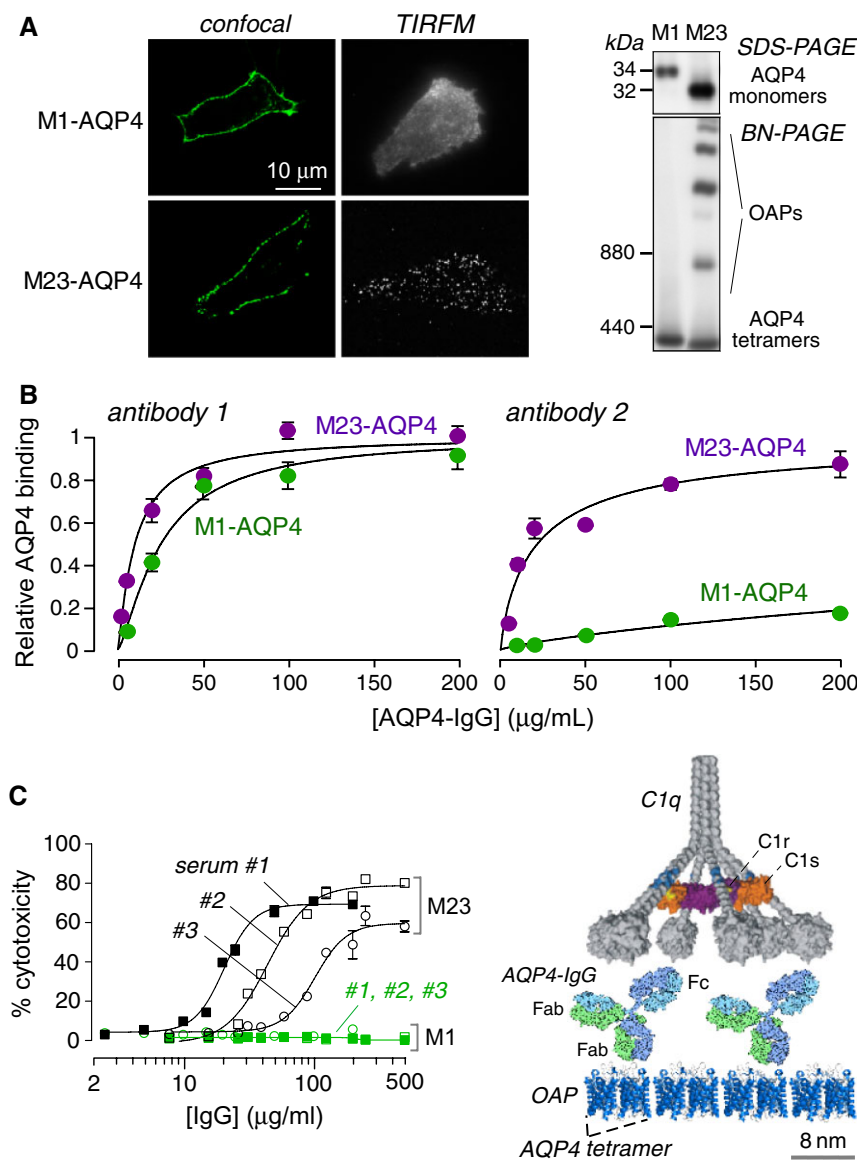 A
confocal
TIRFM
M1-AQP4
10 μm
M23-AQP4
kDa
M1 M23
SDS-PAGE
34
32
AQP4
monomers
BN-PAGE
OAPs
880
440
AQP4
tetramers
B
antibody 1
M23-AQP4
M1-AQP4
antibody 2
M23-AQP4
M1-AQP4
Relative AQP4 binding
1
0.8
0.6
0.4
0.2
0
0 50 100 150 200
0 50 100 150 200
[AQP4-IgG] (μg/mL)
C
% cytotoxicity
100
80
60
40
20
0
serum #1
#2
#3
M23
#1, #2, #3
M1
2 10 100 500
[IgG] (μg/ml)
C1q
C1r
C1s
AQP4-IgG
Fc
Fab
Fab
OAP
AQP4 tetramer
8 nm